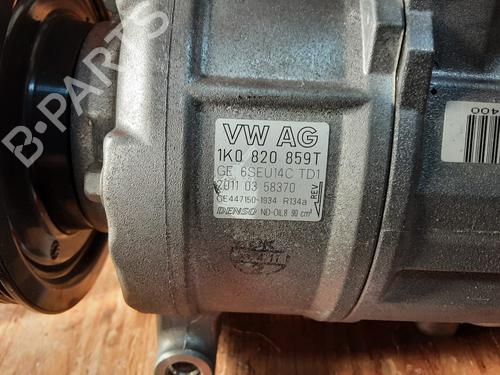 B-PARTS
VW AG
1K0 820 859T
GE 6SEU14C TD1
2011 03 58370
GE447150-1934 R134a
DENSO ND-OIL8 90 cm³
REV
400